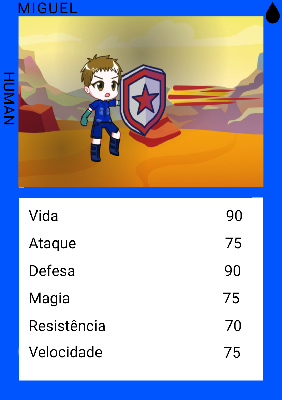 MIGUEL
HUMAN
Vida 90
Ataque 75
Defesa 90
Magia 75
Resistência 70
Velocidade 75